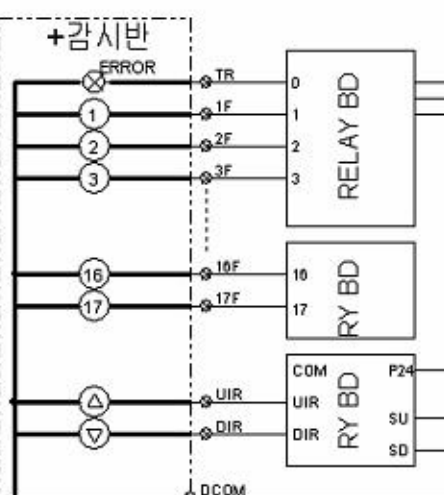 +감시반
ERROR TR 0
1 1F 1
2 2F 2
3 3F 3
RELAY BD
16 16F 16
17 17F 17
RY BD
COM P24
UIR UIR
SU
DIR DIR
SD
RY BD
DCOM